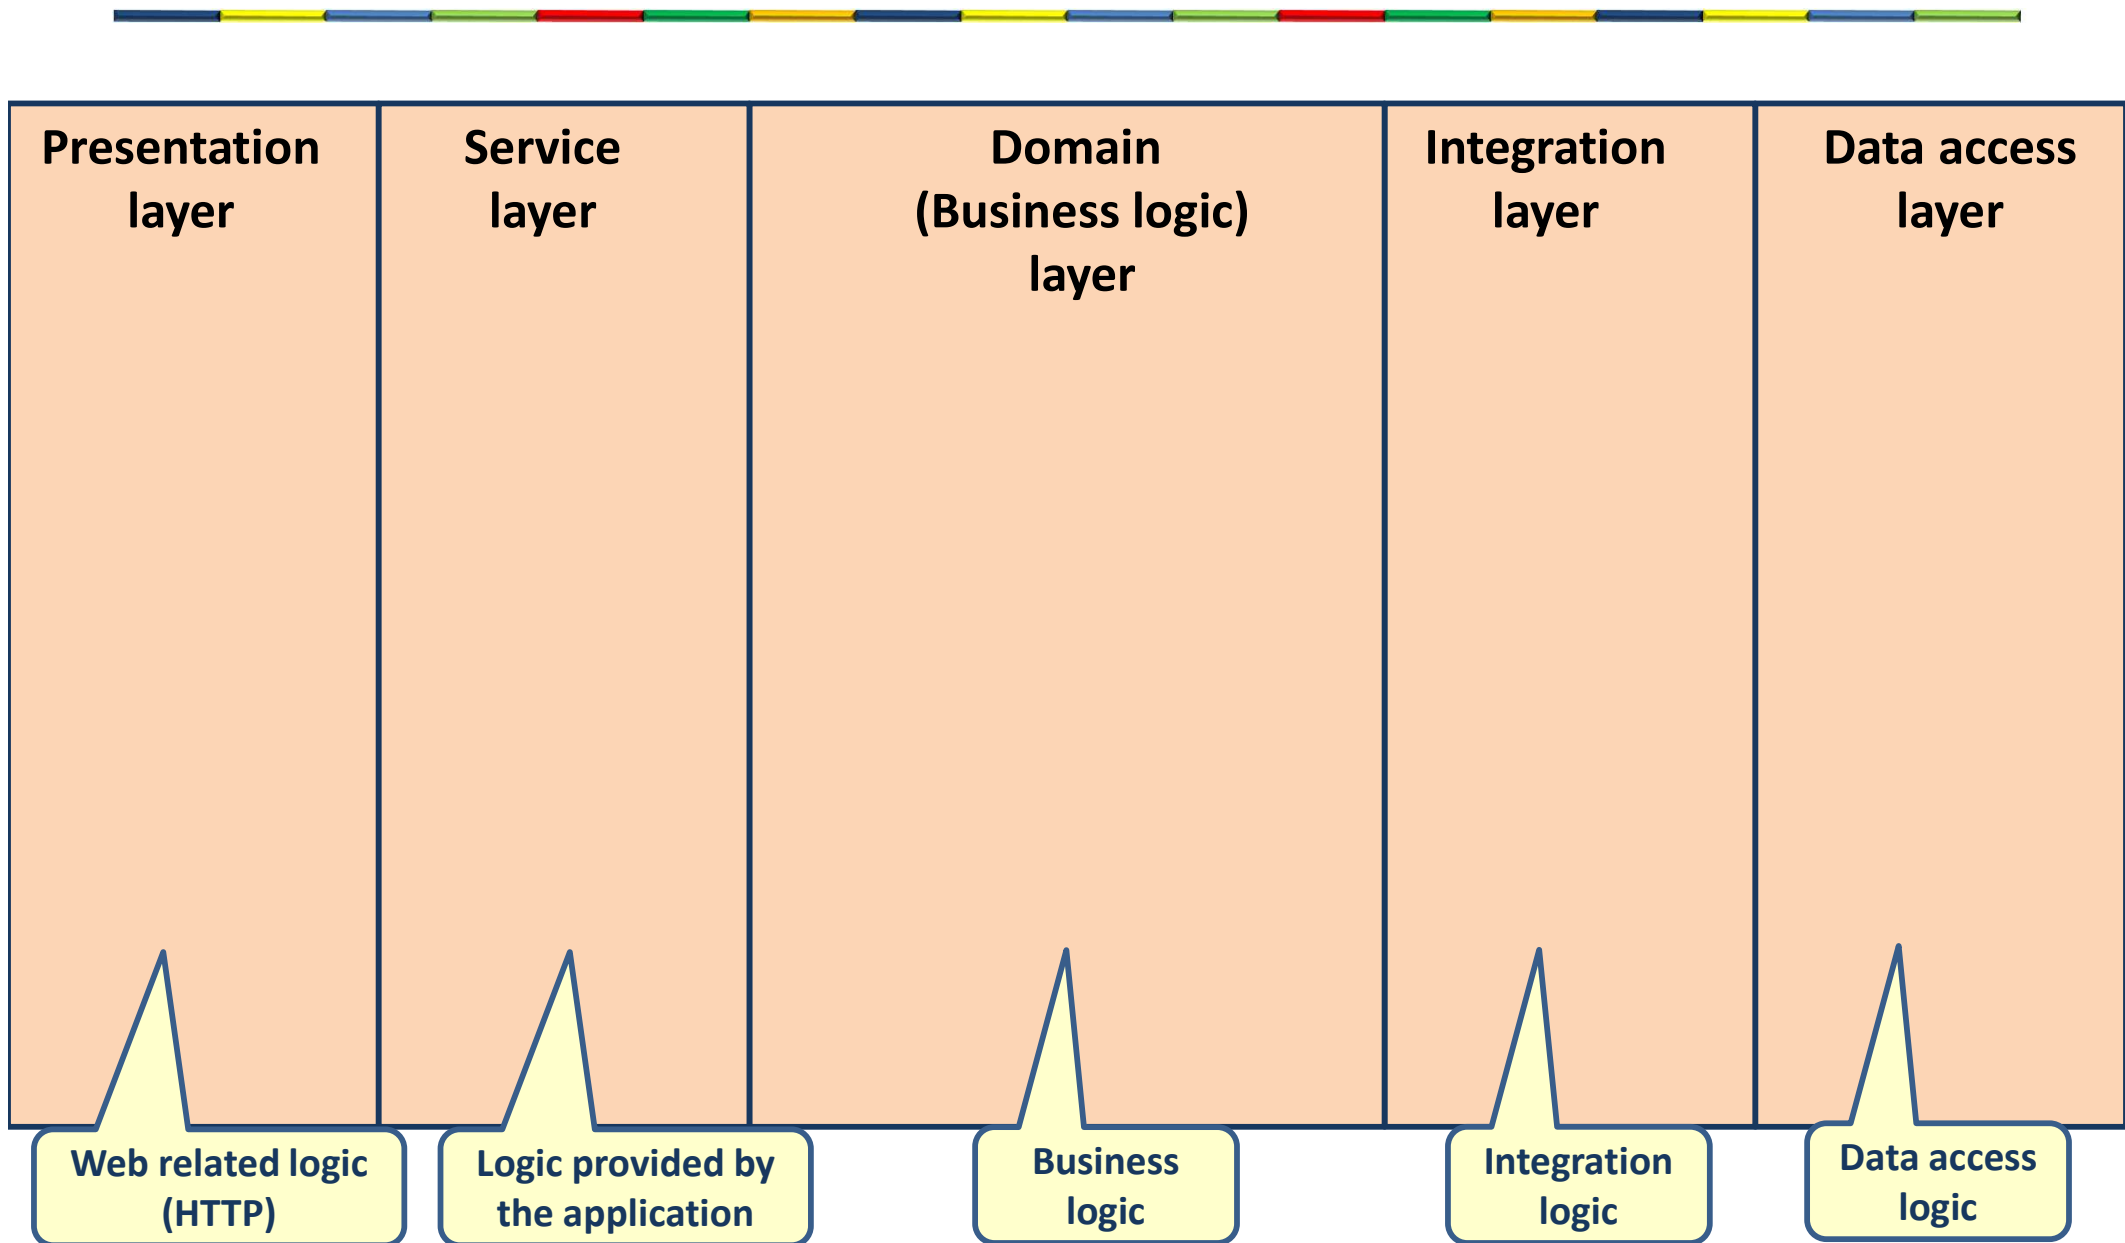 Presentation
layer
Service
layer
Domain
(Business logic)
layer
Integration
layer
Data access
layer
Web related logic
(HTTP)
Logic provided by
the application
Business
logic
Integration
logic
Data access
logic